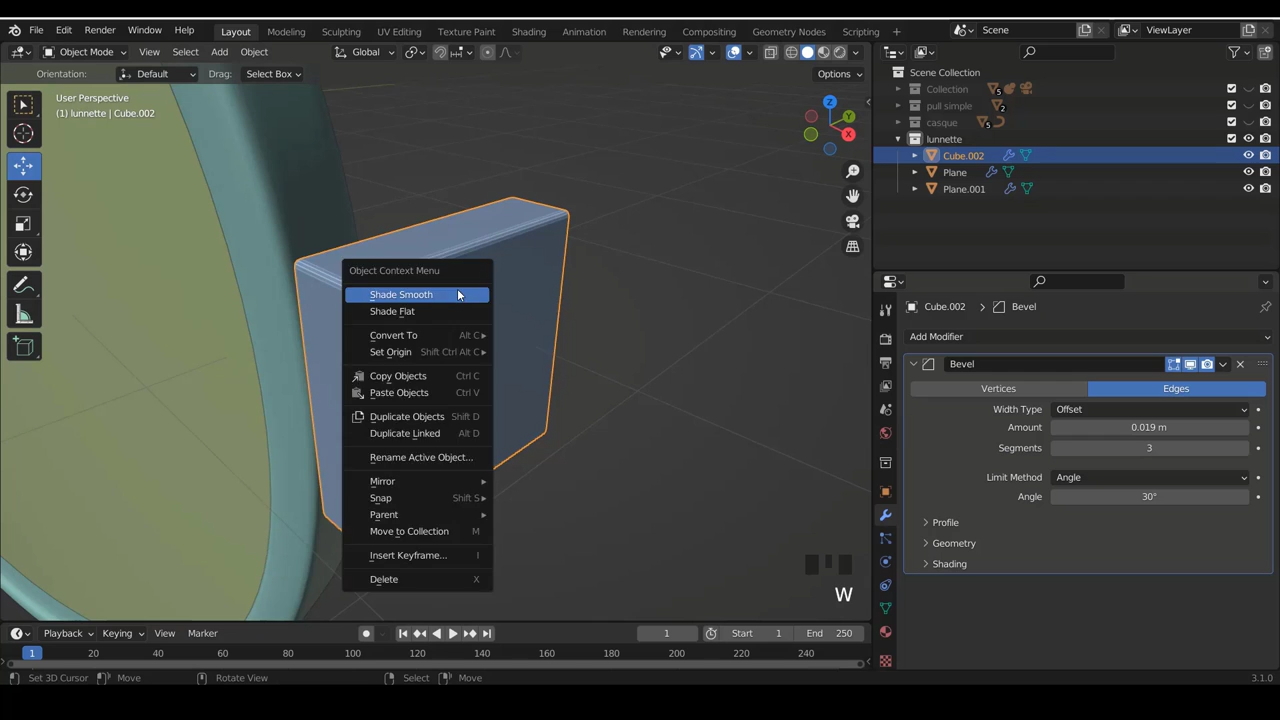 File Edit Render Window Help Layout Modeling Sculpting UV Editing Texture Paint Shading Animation Rendering Compositing Geometry Nodes Scripting + Scene ViewLayer
Object Mode View Select Add Object Global
Orientation: Default Drag: Select Box Options
User Perspective
(1) lunnette | Cube.002
Z
Y
X
Scene Collection
Collection 5
pull simple 2
casque 5
lunnette
Cube.002
Plane
Plane.001
Object Context Menu
Shade Smooth
Shade Flat
Convert To Alt C
Set Origin Shift Ctrl Alt C
Copy Objects Ctrl C
Paste Objects Ctrl V
Duplicate Objects Shift D
Duplicate Linked Alt D
Rename Active Object...
Mirror
Snap Shift S
Parent
Move to Collection M
Insert Keyframe... I
Delete X
W
Cube.002 Bevel
Add Modifier
Bevel
Vertices Edges
Width Type Offset
Amount 0.019 m
Segments 3
Limit Method Angle
Angle 30°
Profile
Geometry
Shading
Playback Keying View Marker 1 Start 1 End 250
1 20 40 60 80 100 120 140 160 180 200 220 240
Set 3D Cursor Move Rotate View Select Move 3.1.0